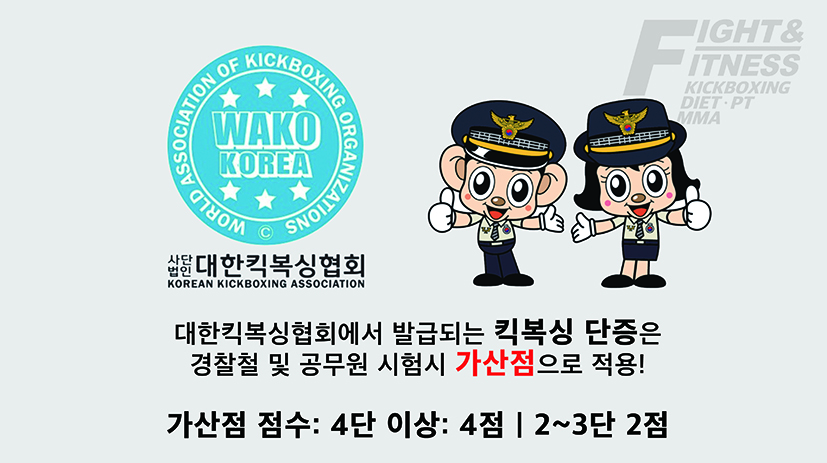 FIGHT&
FITNESS
KICKBOXING
DIET·PT
MMA
WORLD ASSOCIATION OF KICKBOXING ORGANIZATIONS
WAKO
KOREA
©
사단
법인 대한킥복싱협회
KOREAN KICKBOXING ASSOCIATION
대한킥복싱협회에서 발급되는 킥복싱 단증은
경찰철 및 공무원 시험시 가산점으로 적용!
가산점 점수: 4단 이상: 4점 | 2~3단 2점